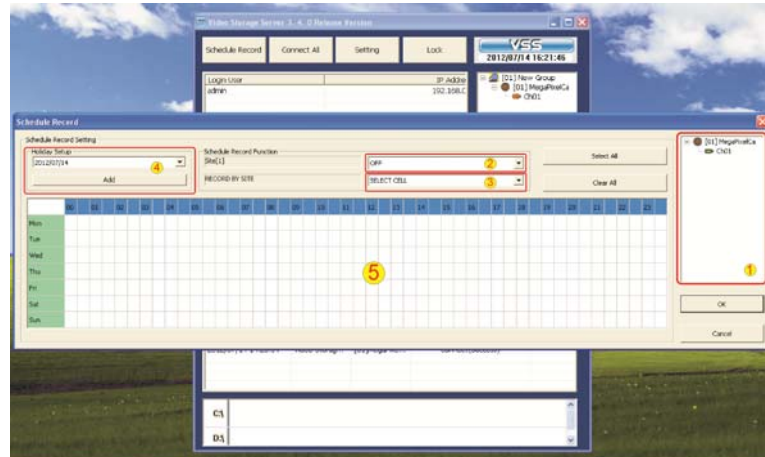 Video Storage Server 3. 4. 0 Release Version
Schedule Record
Connect All
Setting
Lock
VSS
2012/07/14 16:21:46
Login User
IP Addre
admin
192.168.0
[01] New Group
[01] MegaPixelCa
Ch01
Schedule Record
Schedule Record Setting
Holiday Setup
2012/07/14
4
Add
Schedule Record Function
Site[1]
OFF
2
RECORD BY SITE
SELECT CELL
3
Select All
Clear All
[01] MegaPixelCa
Ch01
1
00 01 02 03 04 05 06 07 08 09 10 11 12 13 14 15 16 17 18 19 20 21 22 23
Mon
Tue
Wed
Thu
Fri
Sat
Sun
5
OK
Cancel
C:\
D:\